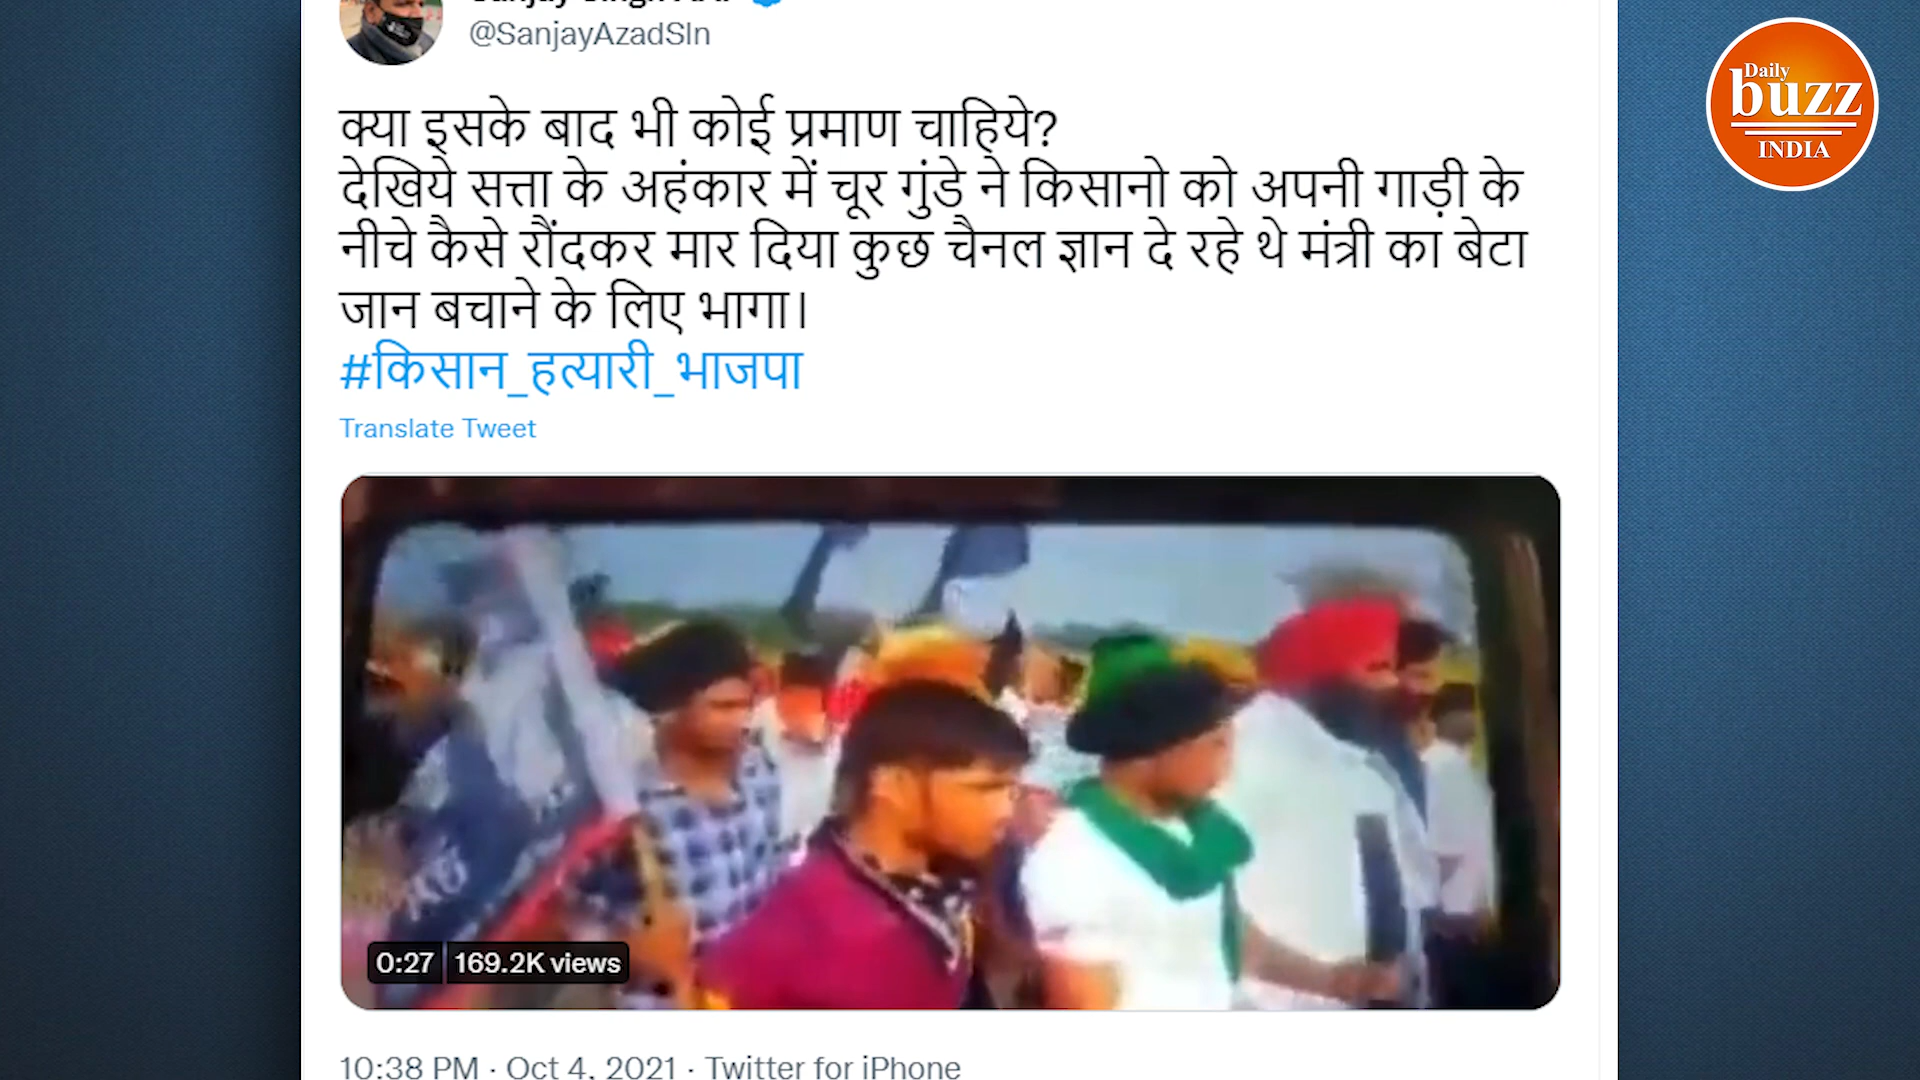 @SanjayAzadSln
क्या इसके बाद भी कोई प्रमाण चाहिये?
देखिये सत्ता के अहंकार में चूर गुंडे ने किसानो को अपनी गाड़ी के
नीचे कैसे रौंदकर मार दिया कुछ चैनल ज्ञान दे रहे थे मंत्री का बेटा
जान बचाने के लिए भागा।
#किसान_हत्यारी_भाजपा
Translate Tweet
0:27 169.2K views
10:38 PM · Oct 4, 2021 · Twitter for iPhone
Daily
buzz
INDIA